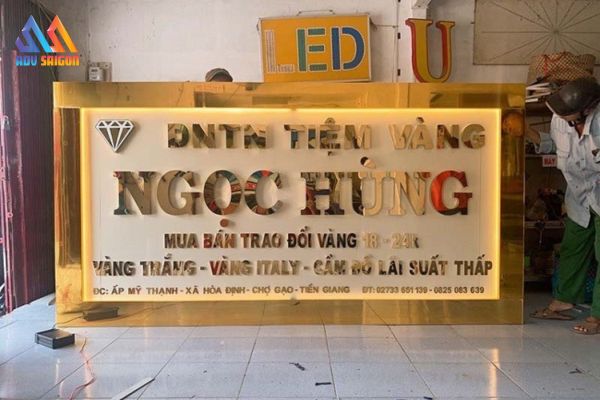 ADV SAIGON
LED
U
DNTN TIỆM VÀNG
NGỌC HÙNG
MUA BÁN TRAO ĐỔI VÀNG 18 - 24K
VÀNG TRẮNG - VÀNG ITALY - CẦM ĐỒ LÃI SUẤT THẤP
ĐC: ẤP MỸ THẠNH - XÃ HÒA ĐỊNH - CHỢ GẠO - TIỀN GIANG ĐT: 02733 651 139 - 0825 083 639